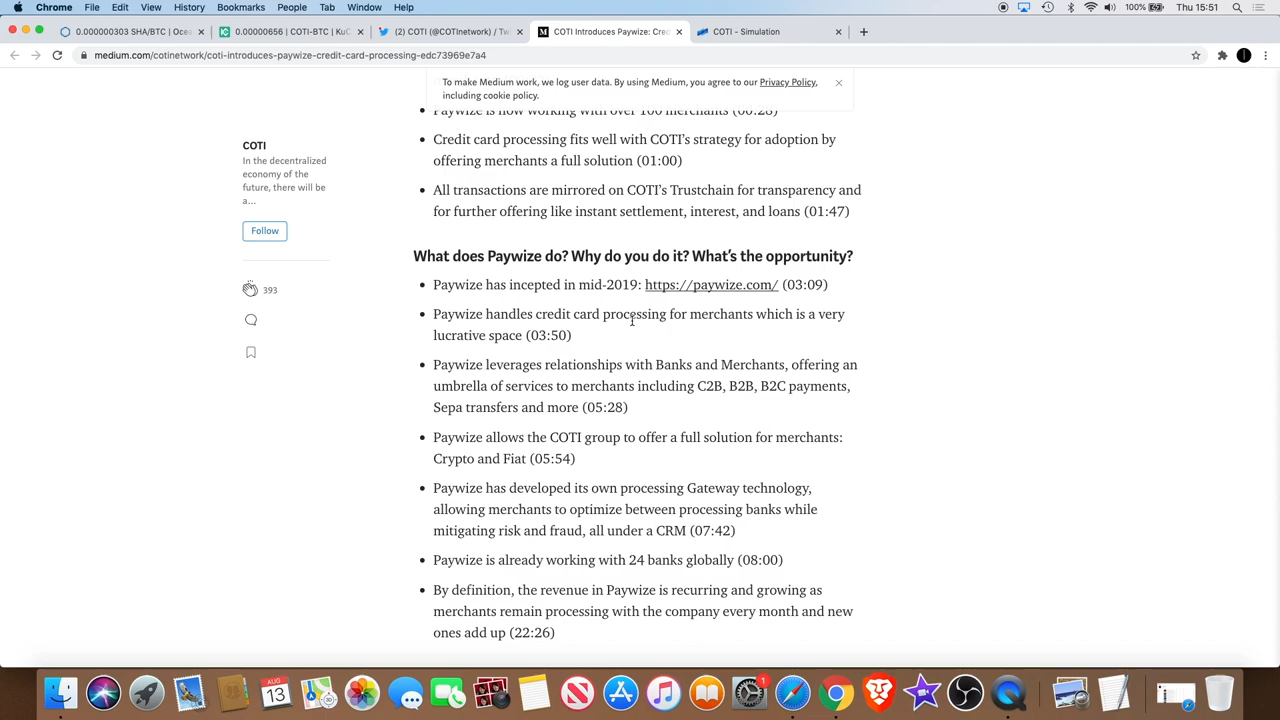 Chrome File Edit View History Bookmarks People Tab Window Help
100% Thu 15:51
0.000000303 SHA/BTC | Oce
0.00000656 | COTI-BTC | KuC
(2) COTI (@COTInetwork) / Tw
COTI Introduces Paywize: Cre
COTI - Simulation
medium.com/cotinetwork/coti-introduces-paywize-credit-card-processing-edc73969e7a4
To make Medium work, we log user data. By using Medium, you agree to our Privacy Policy,
including cookie policy.
Paywize is now working with over 100 merchants (00:28)
Credit card processing fits well with COTI's strategy for adoption by
offering merchants a full solution (01:00)
All transactions are mirrored on COTI's Trustchain for transparency and
for further offering like instant settlement, interest, and loans (01:47)
COTI
In the decentralized
economy of the
future, there will be
a...
Follow
393
What does Paywize do? Why do you do it? What's the opportunity?
Paywize has incepted in mid-2019: https://paywize.com/ (03:09)
Paywize handles credit card processing for merchants which is a very
lucrative space (03:50)
Paywize leverages relationships with Banks and Merchants, offering an
umbrella of services to merchants including C2B, B2B, B2C payments,
Sepa transfers and more (05:28)
Paywize allows the COTI group to offer a full solution for merchants:
Crypto and Fiat (05:54)
Paywize has developed its own processing Gateway technology,
allowing merchants to optimize between processing banks while
mitigating risk and fraud, all under a CRM (07:42)
Paywize is already working with 24 banks globally (08:00)
By definition, the revenue in Paywize is recurring and growing as
merchants remain processing with the company every month and new
ones add up (22:26)
AUG
13
1